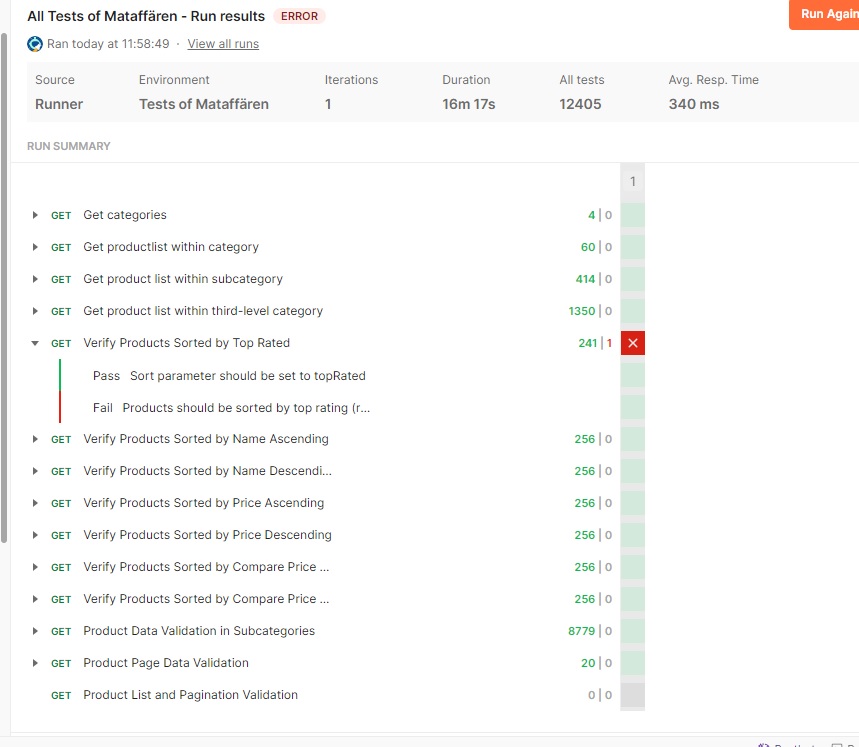 All Tests of Mataffären - Run results ERROR
Run Again
Ran today at 11:58:49 · View all runs
Source Environment Iterations Duration All tests Avg. Resp. Time
Runner Tests of Mataffären 1 16m 17s 12405 340 ms
RUN SUMMARY
1
GET Get categories 4 | 0
GET Get productlist within category 60 | 0
GET Get product list within subcategory 414 | 0
GET Get product list within third-level category 1350 | 0
GET Verify Products Sorted by Top Rated 241 | 1
Pass Sort parameter should be set to topRated
Fail Products should be sorted by top rating (r...
GET Verify Products Sorted by Name Ascending 256 | 0
GET Verify Products Sorted by Name Descendi... 256 | 0
GET Verify Products Sorted by Price Ascending 256 | 0
GET Verify Products Sorted by Price Descending 256 | 0
GET Verify Products Sorted by Compare Price ... 256 | 0
GET Verify Products Sorted by Compare Price ... 256 | 0
GET Product Data Validation in Subcategories 8779 | 0
GET Product Page Data Validation 20 | 0
GET Product List and Pagination Validation 0 | 0